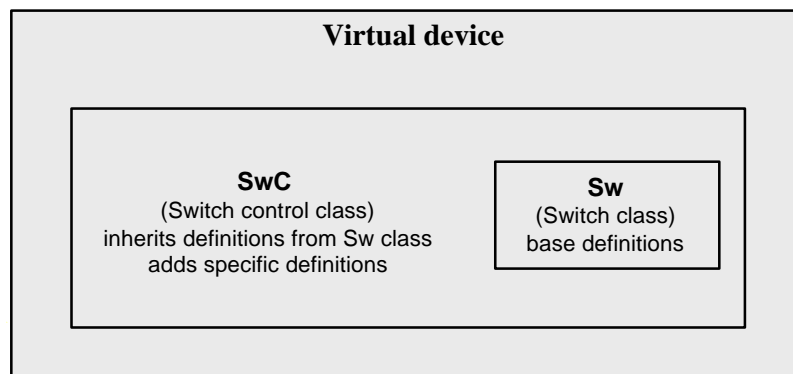 Virtual device
SwC
(Switch control class)
inherits definitions from Sw class
adds specific definitions
Sw
(Switch class)
base definitions